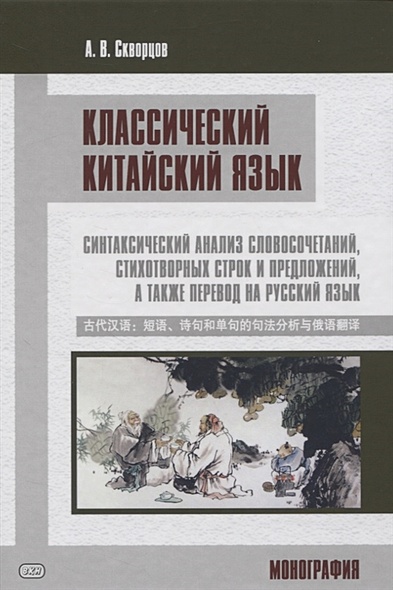 А. В. Скворцов
Классический
китайский язык
синтаксический анализ словосочетаний,
стихотворных строк и предложений,
а также перевод на русский язык
古代汉语：短语、诗句和单句的句法分析与俄语翻译
ВКН
монография